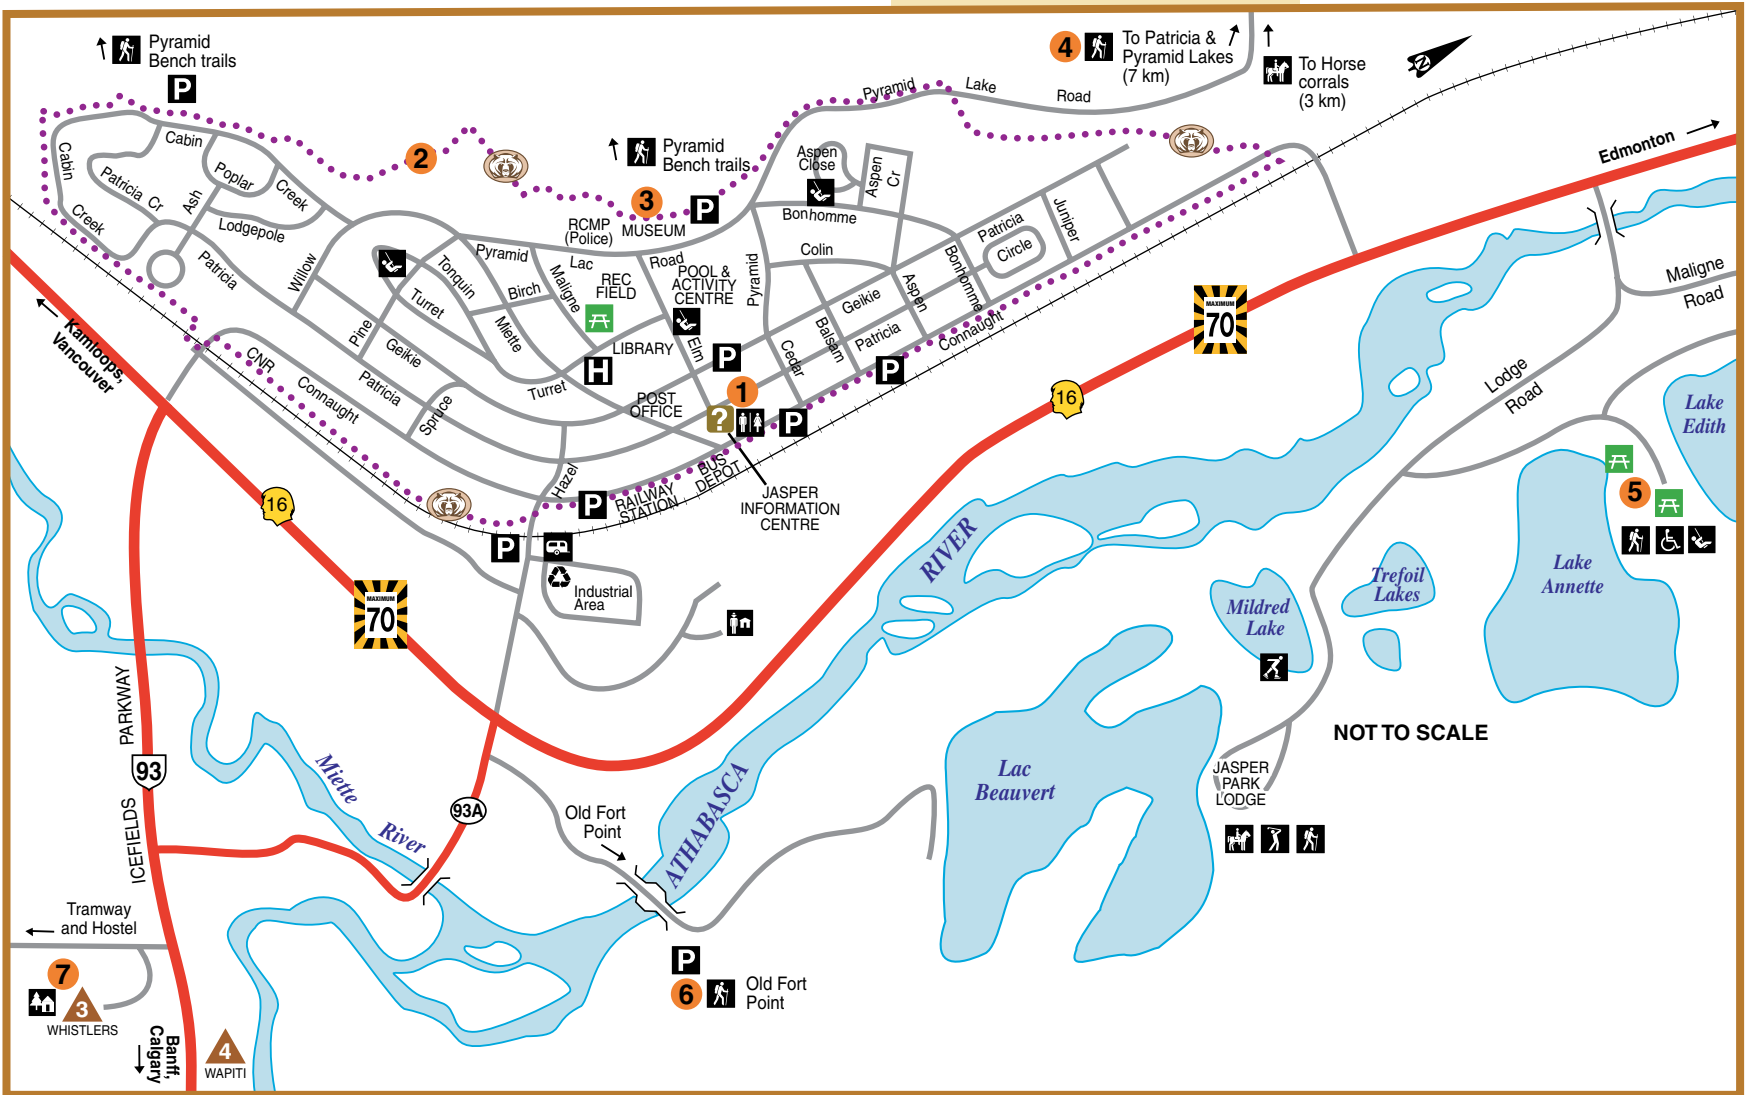 Pyramid
Bench trails
P
4
To Patricia &
Pyramid Lakes
(7 km)
To Horse
corrals
(3 km)
N
Pyramid
Lake
Road
Edmonton
Cabin
Cabin
Creek
Patricia
Cr
Ash
Poplar
Creek
Lodgepole
2
Pyramid
Bench trails
3
P
MUSEUM
RCMP
(Police)
Aspen
Close
Aspen
Cr
Bonhomme
Patricia
Circle
Juniper
Patricia
Willow
Pyramid
Lac
Road
Tonquin
Turret
Birch
Maligne
Miette
REC
FIELD
POOL &
ACTIVITY
CENTRE
Pyramid
Colin
Bonhomme
Aspen
Geikie
Balsam
Patricia
Cedar
Connaught
Elm
LIBRARY
H
P
P
Pine
Geikie
Patricia
Spruce
Turret
CNR
Connaught
POST
OFFICE
1
?
P
Hazel
P
RAILWAY
STATION
BUS
DEPOT
JASPER
INFORMATION
CENTRE
P
Industrial
Area
Kamloops,
Vancouver
16
MAXIMUM
70
16
MAXIMUM
70
Maligne
Road
Lodge
Road
Lake
Edith
5
Lake
Annette
Trefoil
Lakes
Mildred
Lake
RIVER
NOT TO SCALE
JASPER
PARK
LODGE
Lac
Beauvert
PARKWAY
93
ICEFIELDS
Miette
River
93A
Old Fort
Point
ATHABASCA
Tramway
and Hostel
7
3
WHISTLERS
Banff,
Calgary
4
WAPITI
P
6
Old Fort
Point